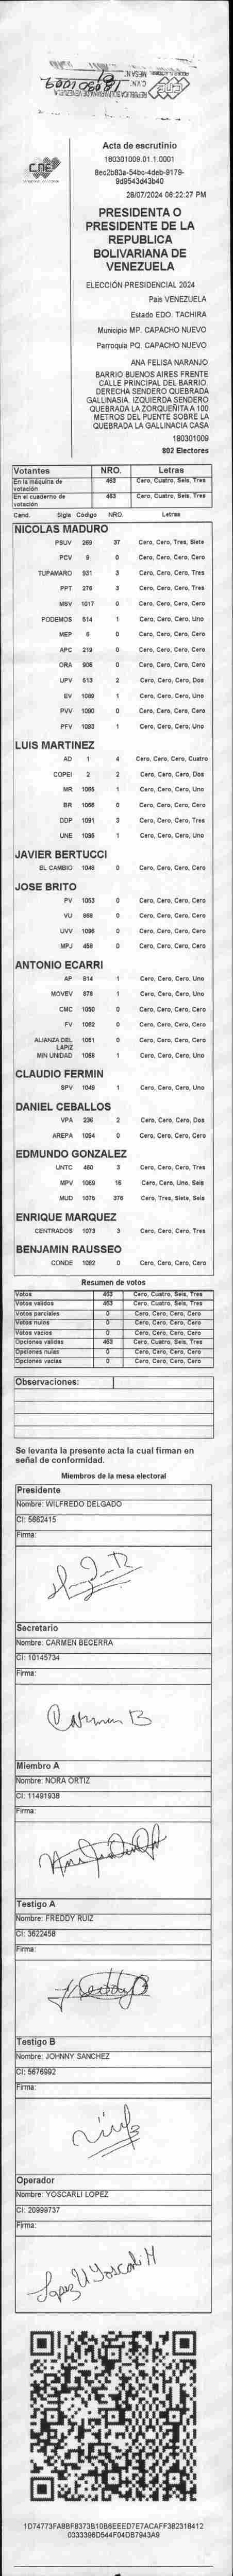 C.N.V. 18030 1009
CNE
Acta de escrutinio
180301009.01.1.0001
8ec2b83a-54bc-4deb-9179-
9d9543d43b40
28/07/2024 06:22:27 PM
PRESIDENTA O
PRESIDENTE DE LA
REPUBLICA
BOLIVARIANA DE
VENEZUELA
ELECCIÓN PRESIDENCIAL 2024
Pais VENEZUELA
Estado EDO. TACHIRA
Municipio MP. CAPACHO NUEVO
Parroquia PQ. CAPACHO NUEVO
ANA FELISA NARANJO
BARRIO BUENOS AIRES FRENTE
CALLE PRINCIPAL DEL BARRIO.
DERECHA SENDERO QUEBRADA
GALLINASIA. IZQUIERDA SENDERO
QUEBRADA LA ZORQUEÑITA A 100
METROS DEL PUENTE SOBRE LA
QUEBRADA LA GALLINACIA CASA
180301009
802 Electores
Votantes NRO. Letras
En la máquina de votación 463 Cero, Cuatro, Seis, Tres
En el cuaderno de votación 463 Cero, Cuatro, Seis, Tres
Cand. Sigla Código NRO. Letras
NICOLAS MADURO
PSUV 269 37 Cero, Cero, Tres, Siete
PCV 9 0 Cero, Cero, Cero, Cero
TUPAMARO 931 3 Cero, Cero, Cero, Tres
PPT 276 3 Cero, Cero, Cero, Tres
MSV 1017 0 Cero, Cero, Cero, Cero
PODEMOS 514 1 Cero, Cero, Cero, Uno
MEP 6 0 Cero, Cero, Cero, Cero
APC 219 0 Cero, Cero, Cero, Cero
ORA 906 0 Cero, Cero, Cero, Cero
UPV 513 2 Cero, Cero, Cero, Dos
EV 1089 1 Cero, Cero, Cero, Uno
PVV 1090 0 Cero, Cero, Cero, Cero
PFV 1093 1 Cero, Cero, Cero, Uno
LUIS MARTINEZ
AD 1 4 Cero, Cero, Cero, Cuatro
COPEI 2 2 Cero, Cero, Cero, Dos
MR 1065 1 Cero, Cero, Cero, Uno
BR 1066 0 Cero, Cero, Cero, Cero
DDP 1091 3 Cero, Cero, Cero, Tres
UNE 1095 1 Cero, Cero, Cero, Uno
JAVIER BERTUCCI
EL CAMBIO 1048 0 Cero, Cero, Cero, Cero
JOSE BRITO
PV 1053 0 Cero, Cero, Cero, Cero
VU 968 0 Cero, Cero, Cero, Cero
UVV 1096 0 Cero, Cero, Cero, Cero
MPJ 458 0 Cero, Cero, Cero, Cero
ANTONIO ECARRI
AP 814 1 Cero, Cero, Cero, Uno
MOVEV 979 1 Cero, Cero, Cero, Uno
CMC 1050 0 Cero, Cero, Cero, Cero
FV 1062 0 Cero, Cero, Cero, Cero
ALIANZA DEL LAPIZ 1051 0 Cero, Cero, Cero, Cero
MIN UNIDAD 1068 1 Cero, Cero, Cero, Uno
CLAUDIO FERMIN
SPV 1049 1 Cero, Cero, Cero, Uno
DANIEL CEBALLOS
VPA 236 2 Cero, Cero, Cero, Dos
AREPA 1094 0 Cero, Cero, Cero, Cero
EDMUNDO GONZALEZ
UNTC 460 3 Cero, Cero, Cero, Tres
MPV 1069 16 Cero, Cero, Uno, Seis
MUD 1076 376 Cero, Tres, Siete, Seis
ENRIQUE MARQUEZ
CENTRADOS 1073 3 Cero, Cero, Cero, Tres
BENJAMIN RAUSSEO
CONDE 1092 0 Cero, Cero, Cero, Cero
Resumen de votos
Votos 463 Cero, Cuatro, Seis, Tres
Votos validos 463 Cero, Cuatro, Seis, Tres
Votos parciales 0 Cero, Cero, Cero, Cero
Votos nulos 0 Cero, Cero, Cero, Cero
Votos vacios 0 Cero, Cero, Cero, Cero
Opciones validas 463 Cero, Cuatro, Seis, Tres
Opciones nulas 0 Cero, Cero, Cero, Cero
Opciones vacias 0 Cero, Cero, Cero, Cero
Observaciones:
Se levanta la presente acta la cual firman en
señal de conformidad.
Miembros de la mesa electoral
Presidente
Nombre: WILFREDO DELGADO
CI: 5662415
Firma:
Secretario
Nombre: CARMEN BECERRA
CI: 10145734
Firma:
Carmen B
Miembro A
Nombre: NORA ORTIZ
CI: 11491938
Firma:
Testigo A
Nombre: FREDDY RUIZ
CI: 3622458
Firma:
Freddy
Testigo B
Nombre: JOHNNY SANCHEZ
CI: 5676992
Firma:
Operador
Nombre: YOSCARLI LOPEZ
CI: 20999737
Firma:
Lopez U Yoscarli M
1D74773FA8BF8373B10B6EEED7E7ACAFF382318412
0333396D544F04DB7943A9